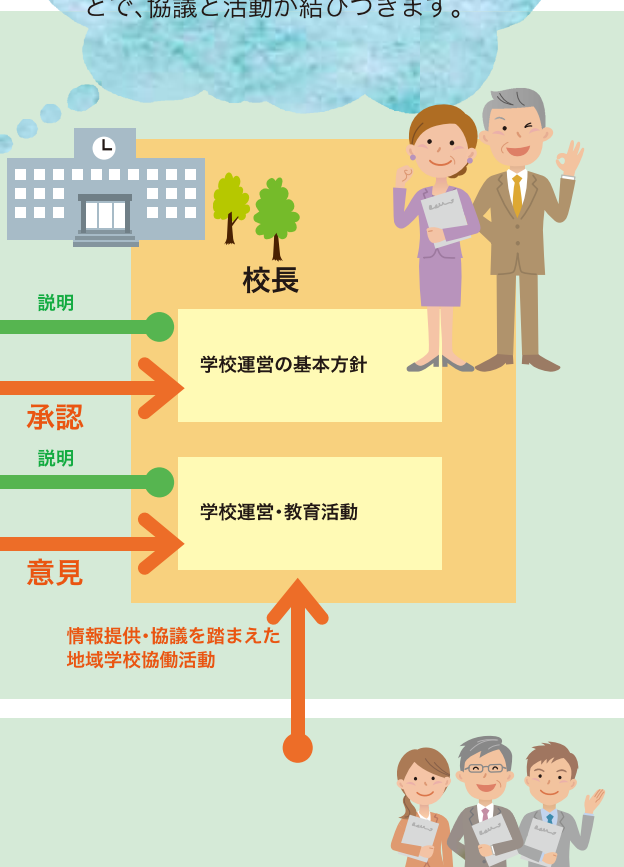 とで、協議と活動が結びつきます。
校長
説明
学校運営の基本方針
承認
説明
学校運営・教育活動
意見
情報提供・協議を踏まえた
地域学校協働活動